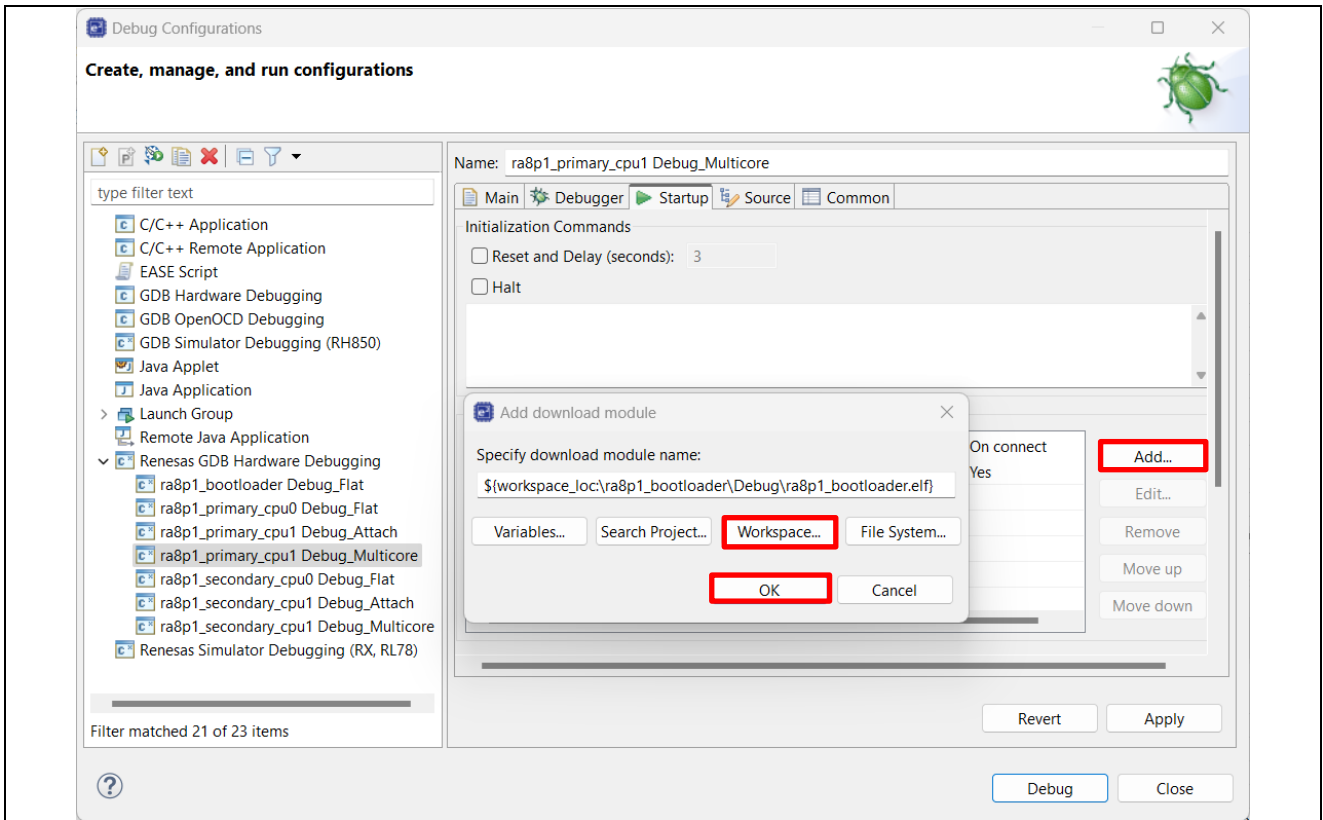 Debug Configurations
Create, manage, and run configurations
type filter text
C/C++ Application
C/C++ Remote Application
EASE Script
GDB Hardware Debugging
GDB OpenOCD Debugging
GDB Simulator Debugging (RH850)
Java Applet
Java Application
Launch Group
Remote Java Application
Renesas GDB Hardware Debugging
ra8p1_bootloader Debug_Flat
ra8p1_primary_cpu0 Debug_Flat
ra8p1_primary_cpu1 Debug_Attach
ra8p1_primary_cpu1 Debug_Multicore
ra8p1_secondary_cpu0 Debug_Flat
ra8p1_secondary_cpu1 Debug_Attach
ra8p1_secondary_cpu1 Debug_Multicore
Renesas Simulator Debugging (RX, RL78)
Filter matched 21 of 23 items
Name: ra8p1_primary_cpu1 Debug_Multicore
Main Debugger Startup Source Common
Initialization Commands
Reset and Delay (seconds): 3
Halt
Add download module
Specify download module name:
${workspace_loc:\ra8p1_bootloader\Debug\ra8p1_bootloader.elf}
Variables... Search Project... Workspace... File System...
OK Cancel
On connect
Yes
Add...
Edit...
Remove
Move up
Move down
Revert Apply
? Debug Close